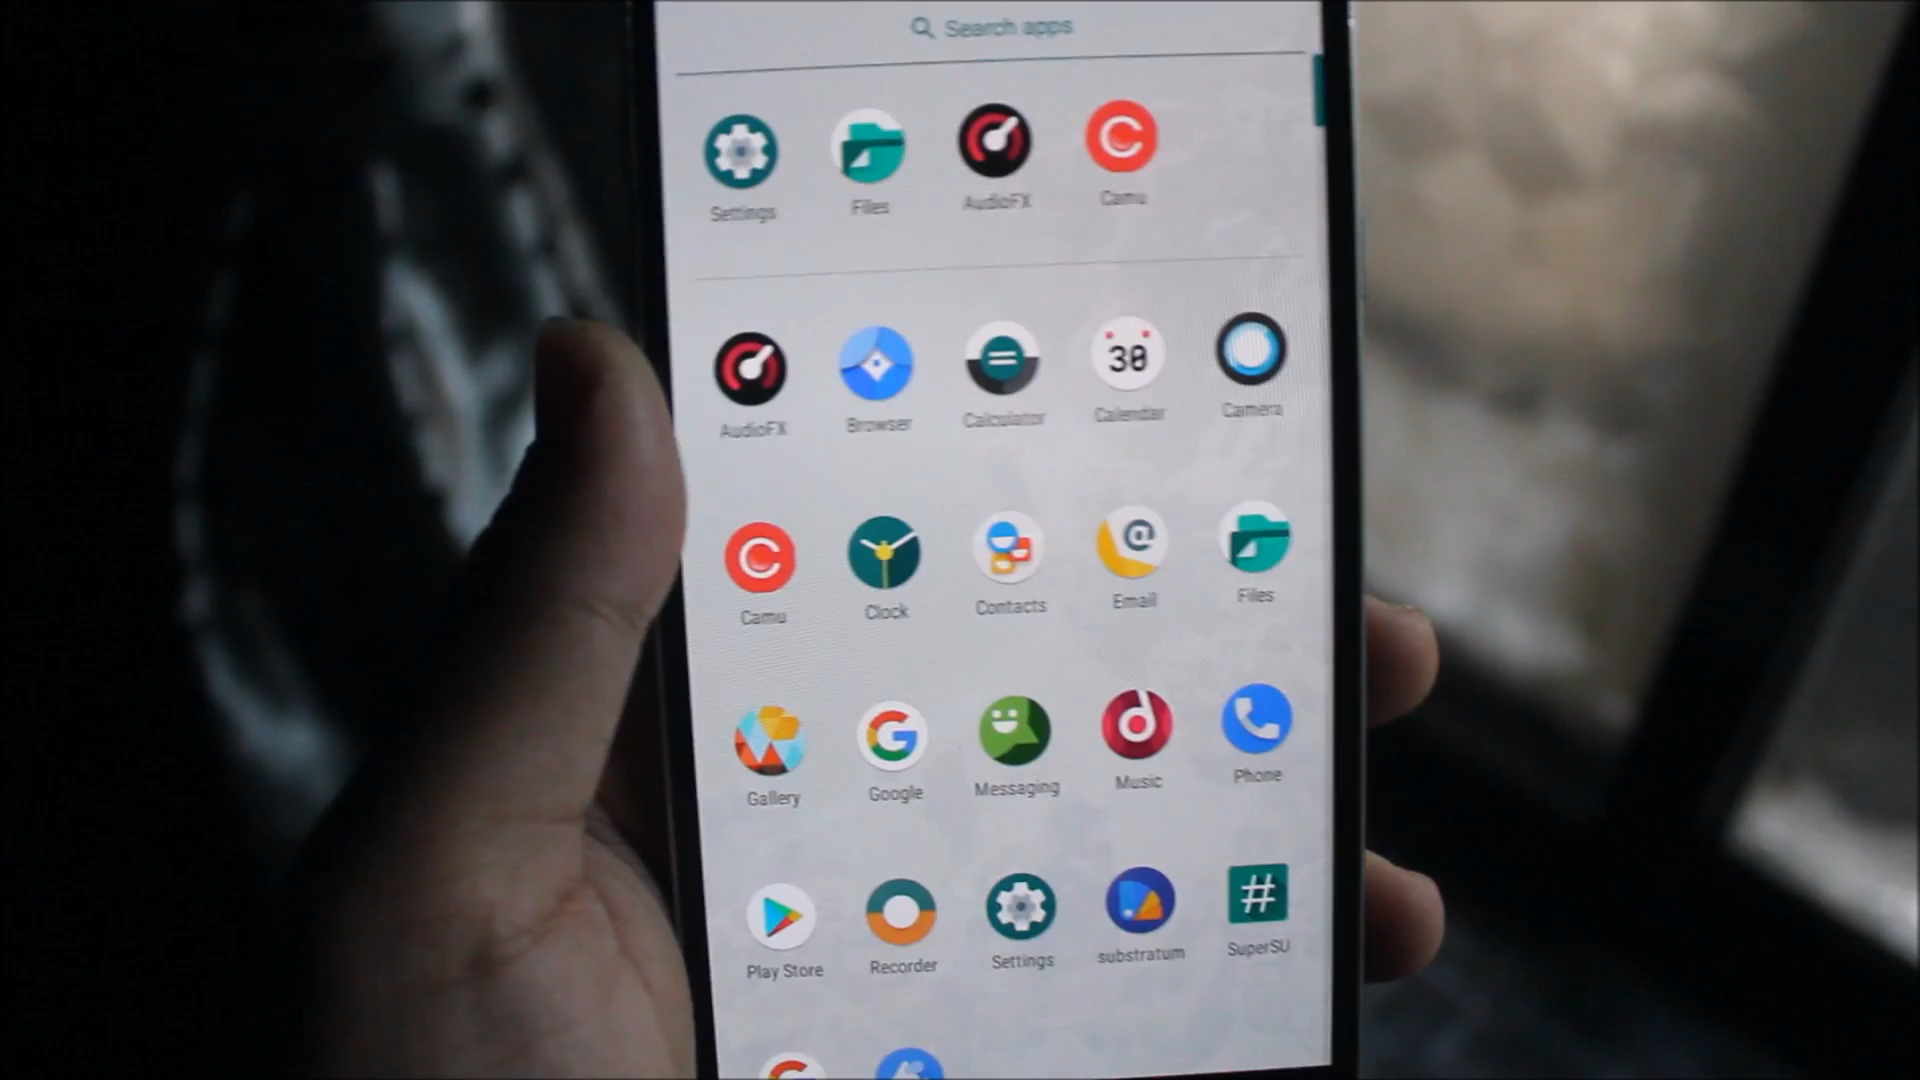 Search apps
Settings Files AudioFX Camu
30
AudioFX Browser Calculator Calendar Camera
@
Camu Clock Contacts Email Files
Gallery Google Messaging Music Phone
#
Play Store Recorder Settings substratum SuperSU